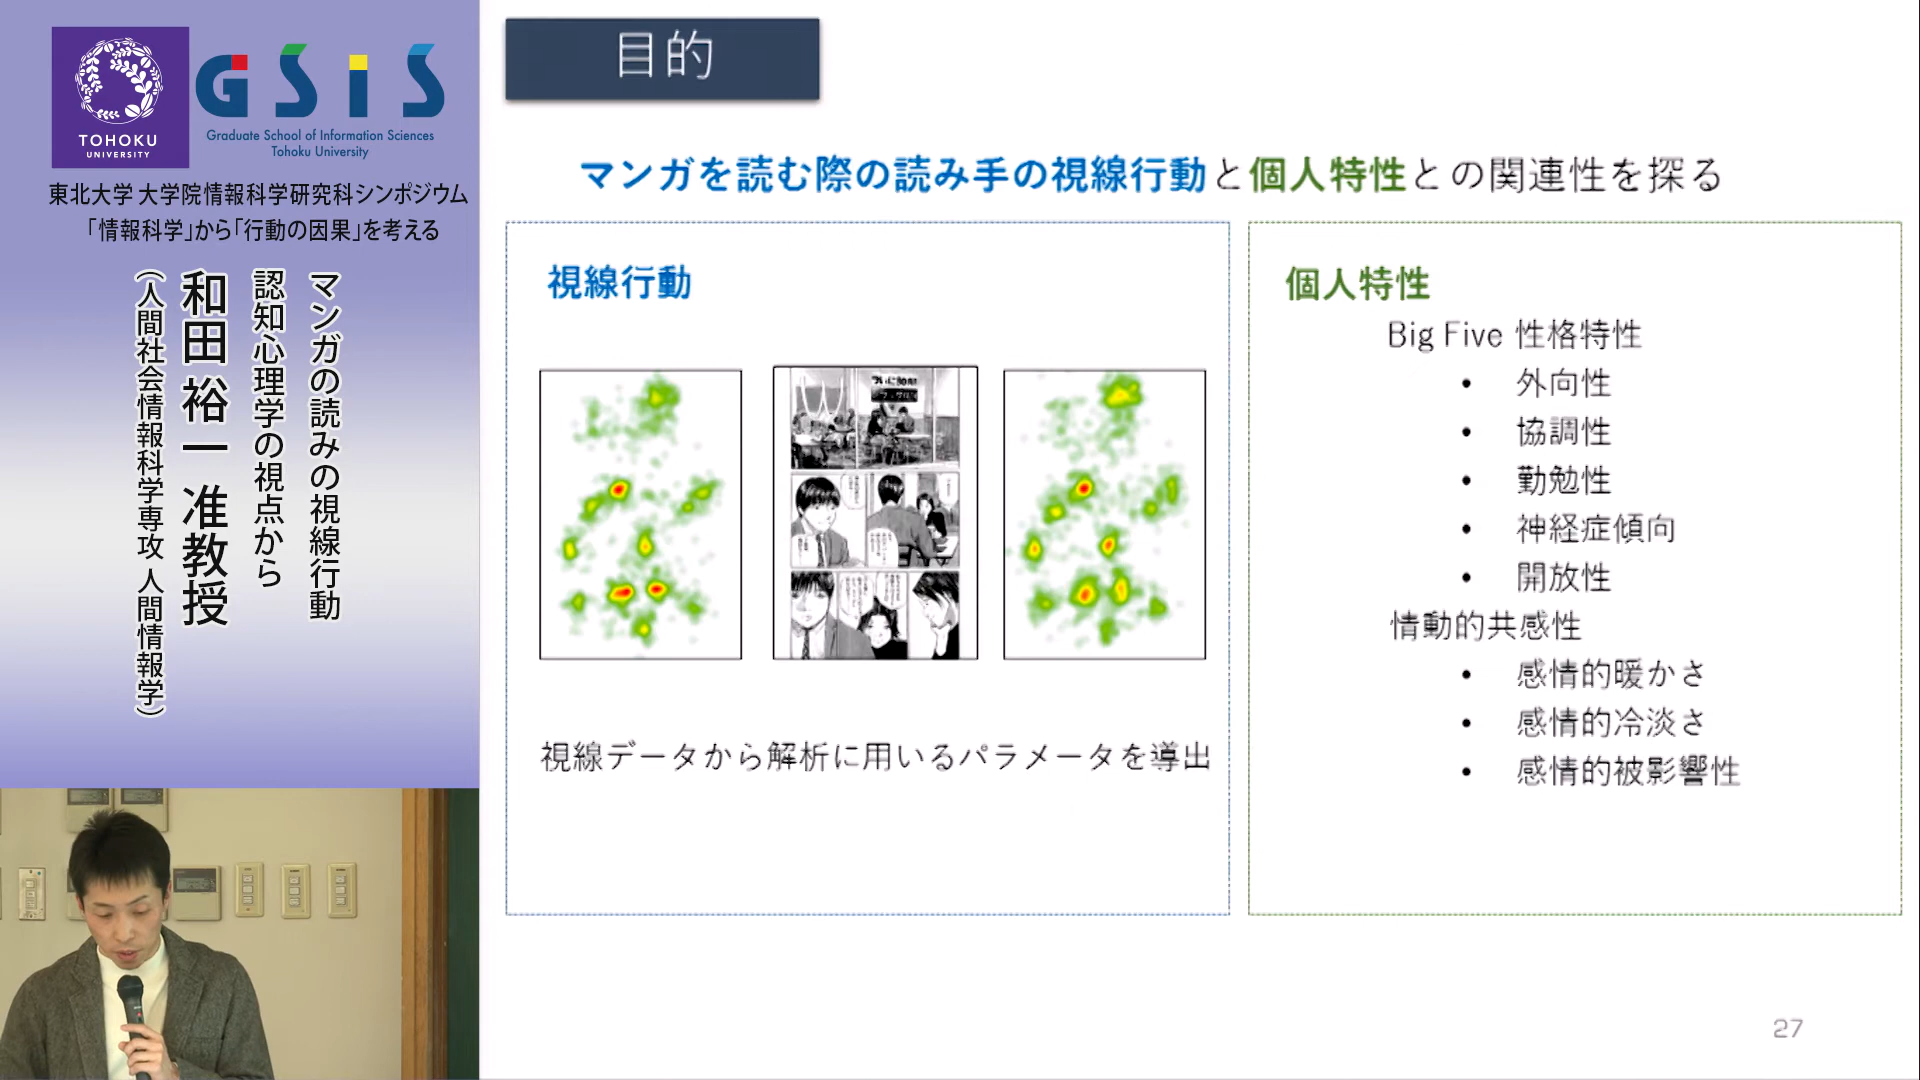 TOHOKU
UNIVERSITY
GSIS
Graduate School of Information Sciences
Tohoku University
東北大学 大学院情報科学研究科シンポジウム
「情報科学」から「行動の因果」を考える
マンガの読みの視線行動
認知心理学の視点から
和田 裕一 准教授
(人間社会情報科学専攻 人間情報学)
目的
マンガを読む際の読み手の視線行動と個人特性との関連性を探る
視線行動
視線データから解析に用いるパラメータを導出
個人特性
Big Five 性格特性
• 外向性
• 協調性
• 勤勉性
• 神経症傾向
• 開放性
情動的共感性
• 感情的暖かさ
• 感情的冷淡さ
• 感情的被影響性
27